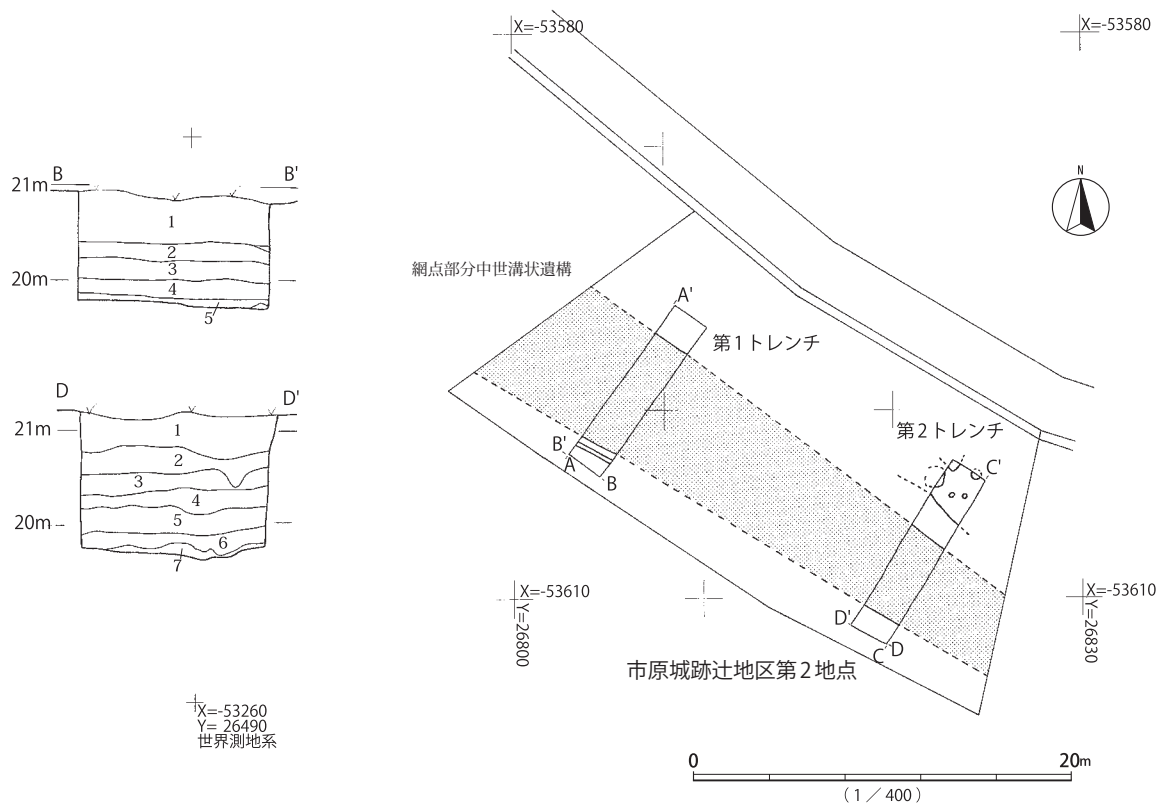 X=-53580
X=-53580
B
B'
21m
1
2
3
20m
4
5
N
網点部分中世溝状遺構
A'
第1トレンチ
D
D'
21m
1
2
3
4
5
20m
6
7
第2トレンチ
C'
B'
A
B
X=-53610
Y=26800
X=-53610
Y=26830
D'
C
D
市原城跡辻地区第2地点
X=-53260
Y= 26490
世界測地系
0
20m
（1／400）